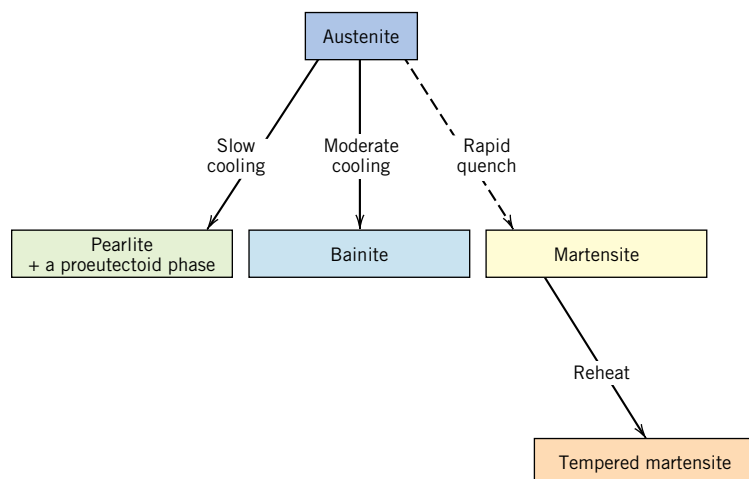 Austenite
Slow
cooling
Moderate
cooling
Rapid
quench
Pearlite
+ a proeutectoid phase
Bainite
Martensite
Reheat
Tempered martensite